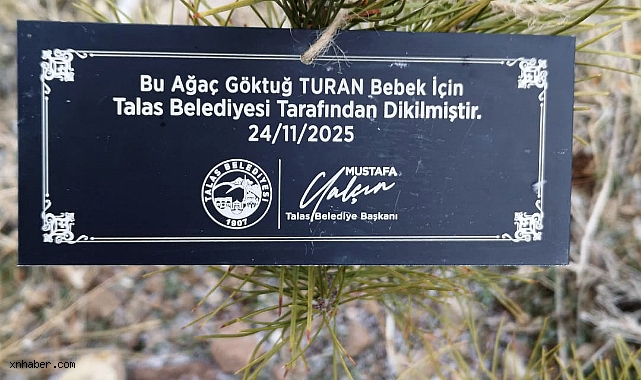 Bu Ağaç Göktuğ TURAN Bebek İçin
Talas Belediyesi Tarafından Dikilmiştir.
24/11/2025
TALAS BELEDİYESİ
1907
MUSTAFA
Yalçın
Talas Belediye Başkanı
xnhaber.com